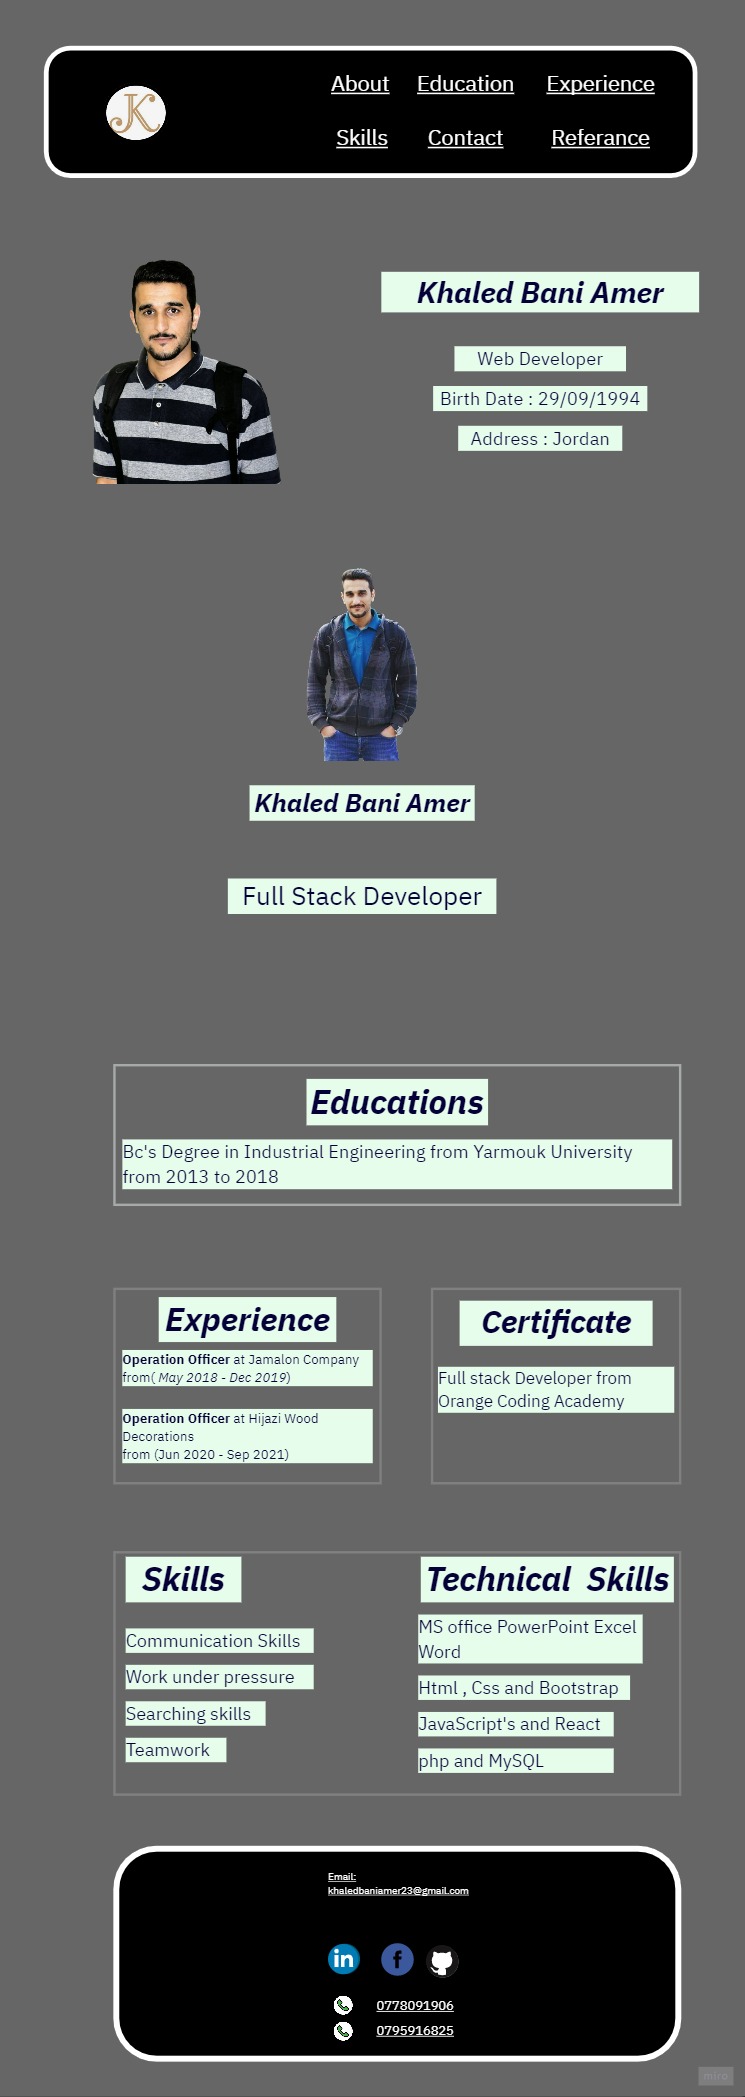 JK
About Education Experience
Skills Contact Referance
Khaled Bani Amer
Web Developer
Birth Date : 29/09/1994
Address : Jordan
Khaled Bani Amer
Full Stack Developer
Educations
Bc's Degree in Industrial Engineering from Yarmouk University
from 2013 to 2018
Experience
Operation Officer at Jamalon Company
from( May 2018 - Dec 2019)
Operation Officer at Hijazi Wood
Decorations
from (Jun 2020 - Sep 2021)
Certificate
Full stack Developer from
Orange Coding Academy
Skills
Communication Skills
Work under pressure
Searching skills
Teamwork
Technical Skills
MS office PowerPoint Excel
Word
Html , Css and Bootstrap
JavaScript's and React
php and MySQL
Email:
khaledbaniamer23@gmail.com
in f
0778091906
0795916825
miro